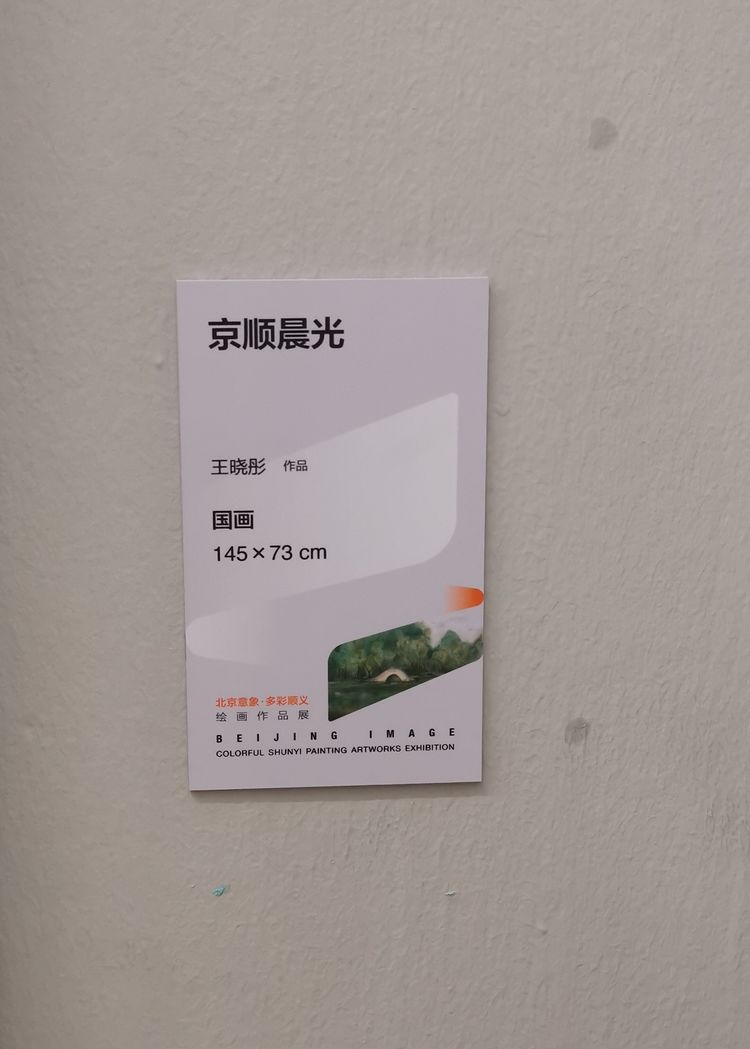 京顺晨光
王晓彤 作品
国画
145×73 cm
北京意象·多彩顺义
绘画作品展
BEIJING IMAGE
COLORFUL SHUNYI PAINTING ARTWORKS EXHIBITION